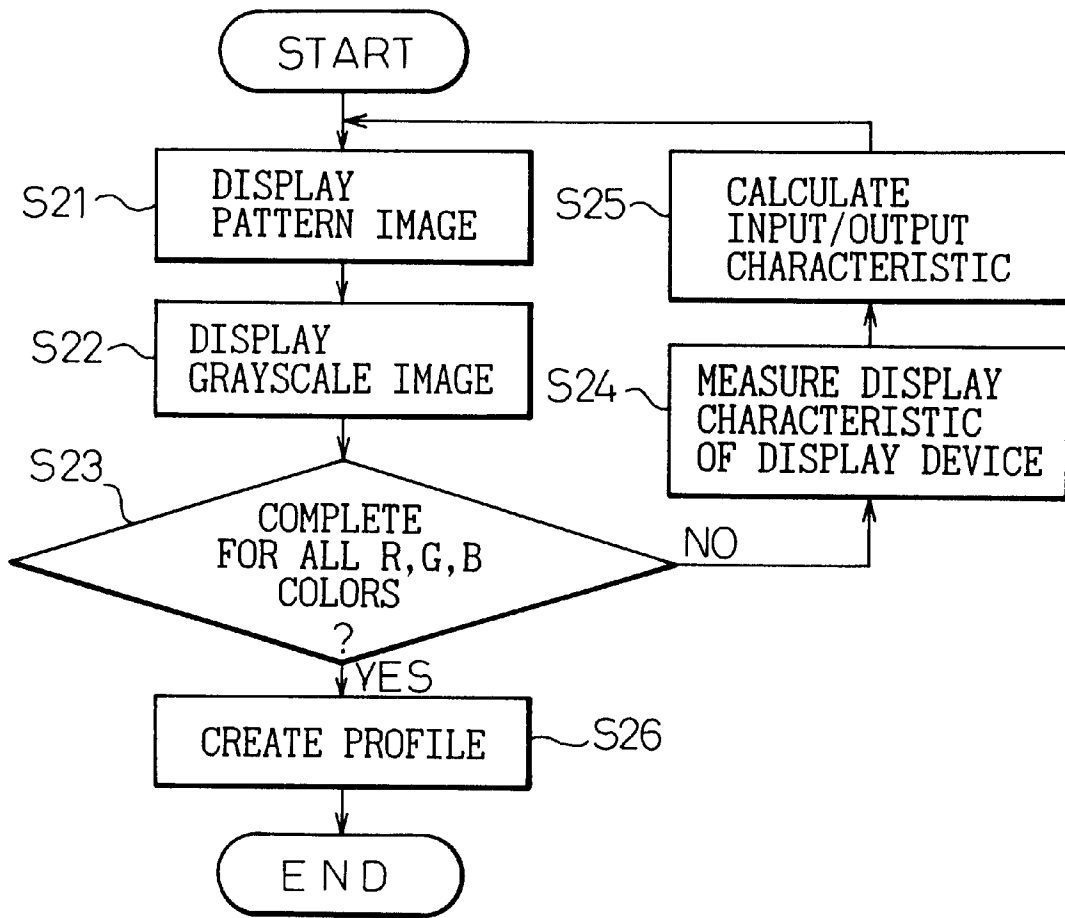 START
S21
DISPLAY
PATTERN IMAGE
S22
DISPLAY
GRAYSCALE IMAGE
S23
COMPLETE
FOR ALL R,G,B
COLORS
?
NO
YES
S24
MEASURE DISPLAY
CHARACTERISTIC
OF DISPLAY DEVICE
S25
CALCULATE
INPUT/OUTPUT
CHARACTERISTIC
CREATE PROFILE
S26
END